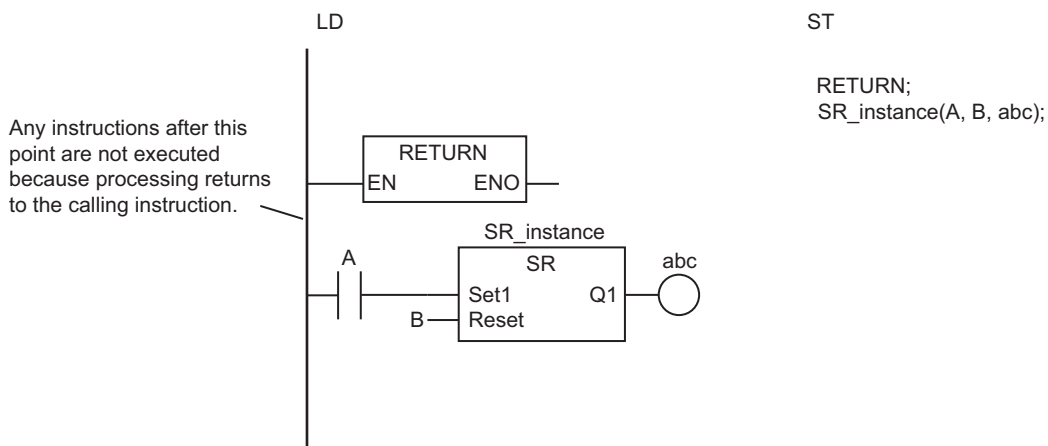 LD
ST
RETURN;
SR_instance(A, B, abc);
Any instructions after this
point are not executed
because processing returns
to the calling instruction.
RETURN
EN ENO
SR_instance
A
SR
abc
Set1 Q1
B Reset